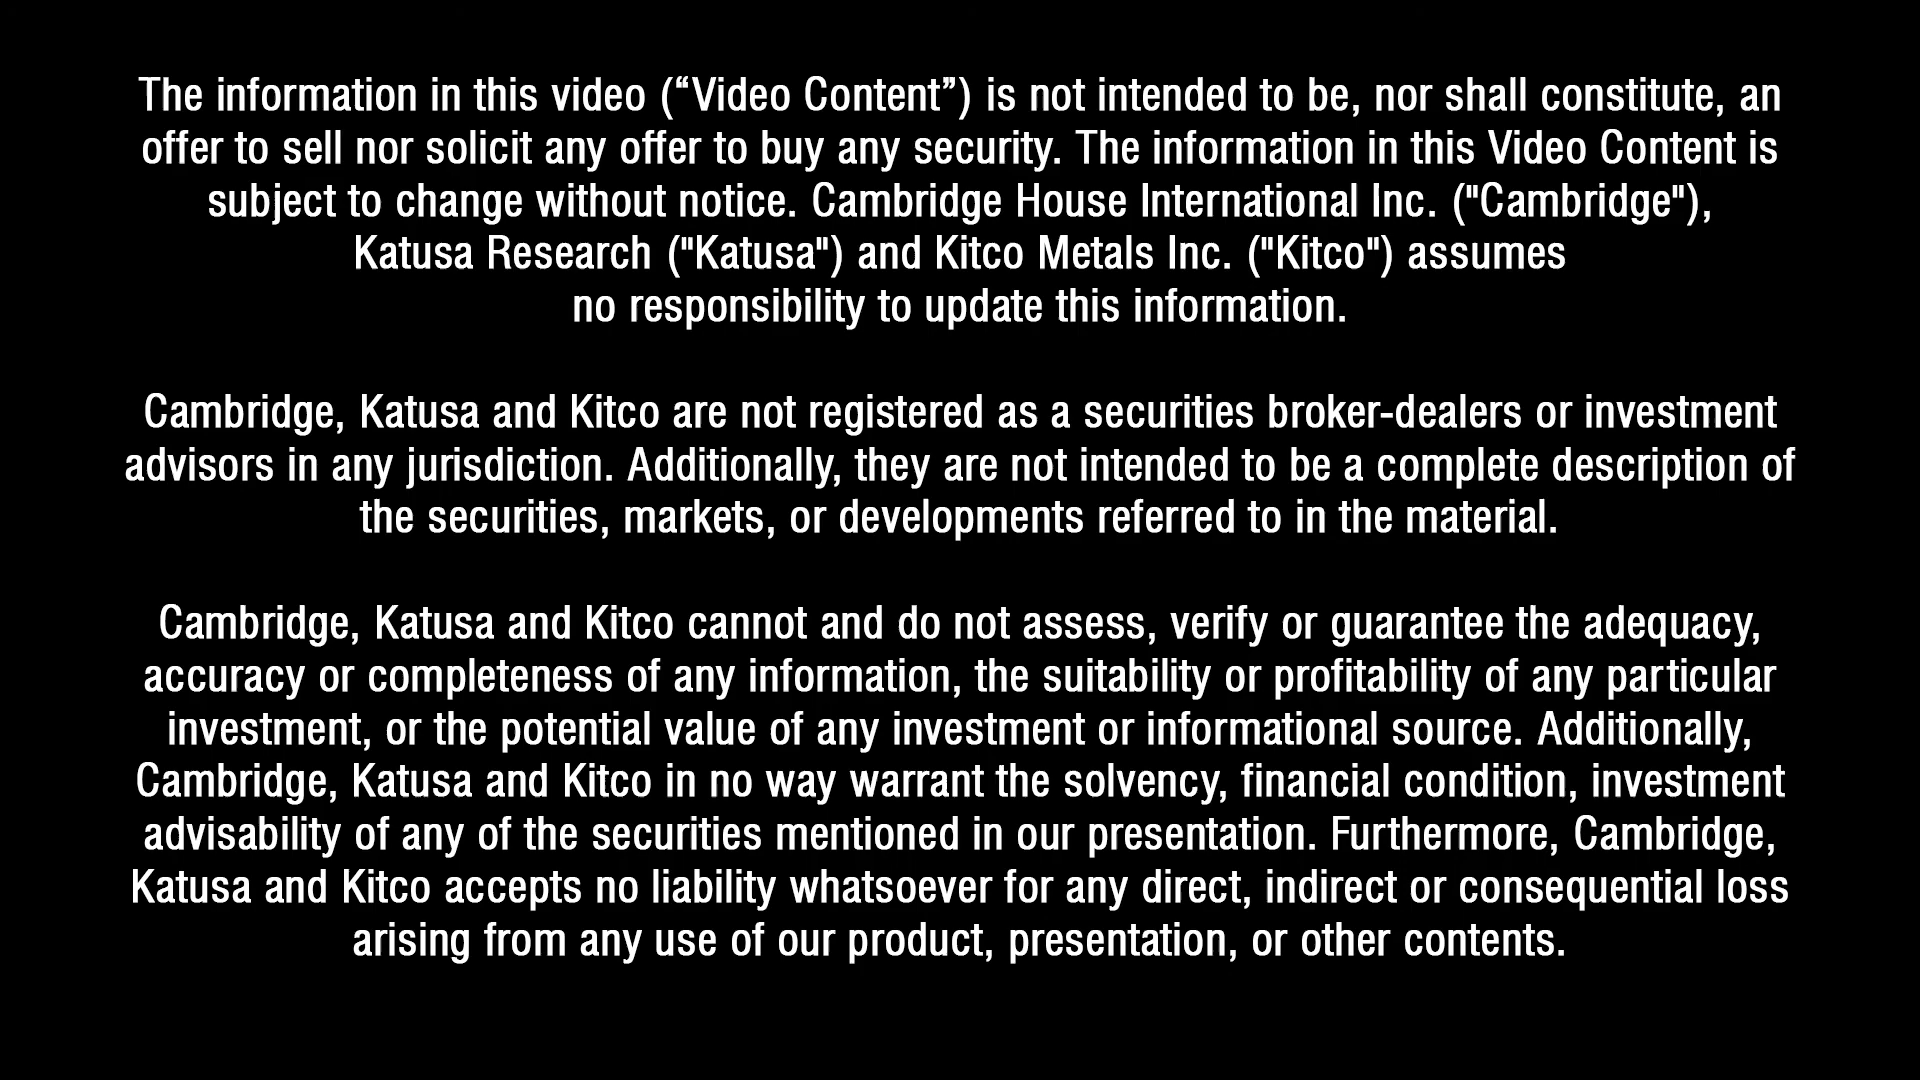 The information in this video (“Video Content”) is not intended to be, nor shall constitute, an
offer to sell nor solicit any offer to buy any security. The information in this Video Content is
subject to change without notice. Cambridge House International Inc. ("Cambridge"),
Katusa Research ("Katusa") and Kitco Metals Inc. ("Kitco") assumes
no responsibility to update this information.
Cambridge, Katusa and Kitco are not registered as a securities broker-dealers or investment
advisors in any jurisdiction. Additionally, they are not intended to be a complete description of
the securities, markets, or developments referred to in the material.
Cambridge, Katusa and Kitco cannot and do not assess, verify or guarantee the adequacy,
accuracy or completeness of any information, the suitability or profitability of any particular
investment, or the potential value of any investment or informational source. Additionally,
Cambridge, Katusa and Kitco in no way warrant the solvency, financial condition, investment
advisability of any of the securities mentioned in our presentation. Furthermore, Cambridge,
Katusa and Kitco accepts no liability whatsoever for any direct, indirect or consequential loss
arising from any use of our product, presentation, or other contents.